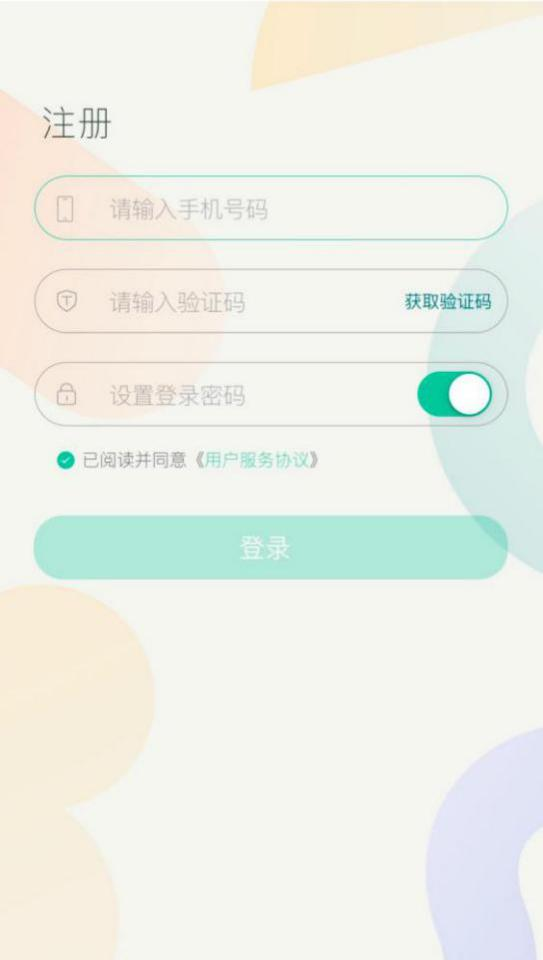 注册
请输入手机号码
请输入验证码 获取验证码
设置登录密码
已阅读并同意《用户服务协议》
登录